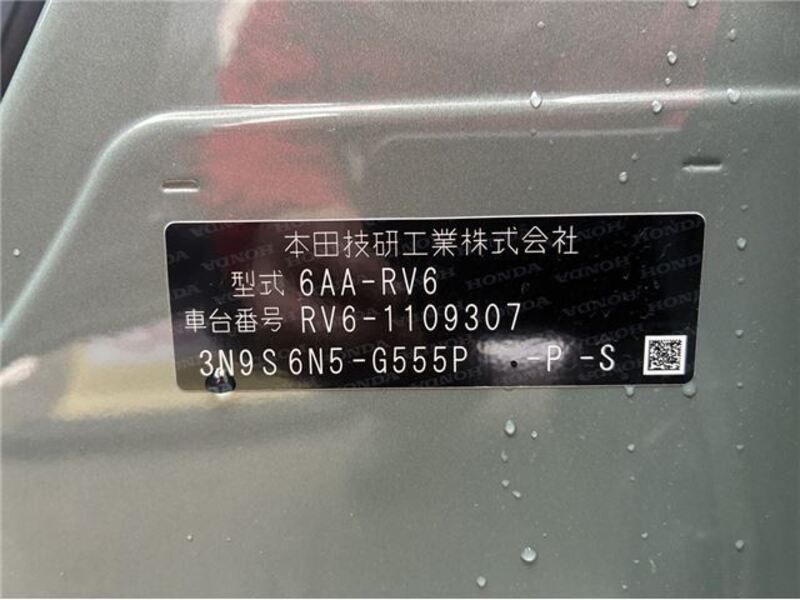 本田技研工業株式会社
型式 6AA-RV6
車台番号 RV6-1109307
3N9S6N5-G555P -P-S